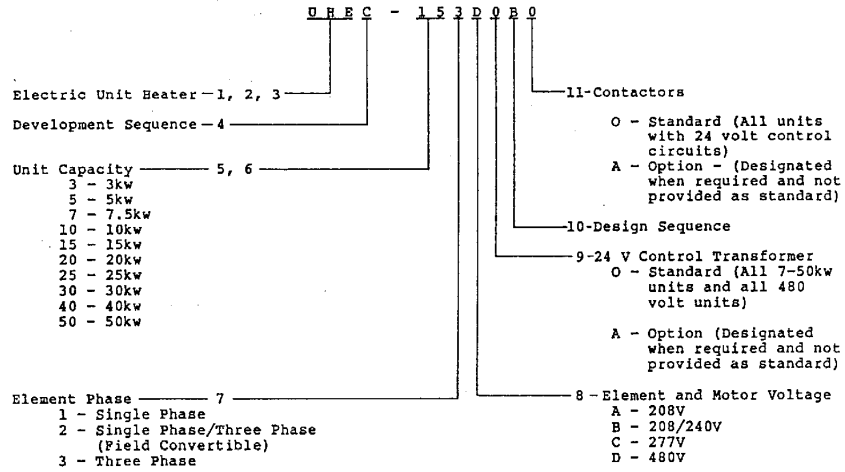 U H E C - 1 5 3 D 0 B 0
Electric Unit Heater - 1, 2, 3
Development Sequence - 4
Unit Capacity 5, 6
3 - 3kw
5 - 5kw
7 - 7.5kw
10 - 10kw
15 - 15kw
20 - 20kw
25 - 25kw
30 - 30kw
40 - 40kw
50 - 50kw
Element Phase 7
1 - Single Phase
2 - Single Phase/Three Phase
(Field Convertible)
3 - Three Phase
11-Contactors
O - Standard (All units
with 24 volt control
circuits)
A - Option - (Designated
when required and not
provided as standard)
10-Design Sequence
9-24 V Control Transformer
O - Standard (All 7-50kw
units and all 480
volt units)
A - Option (Designated
when required and not
provided as standard)
8 - Element and Motor Voltage
A - 208V
B - 208/240V
C - 277V
D - 480V